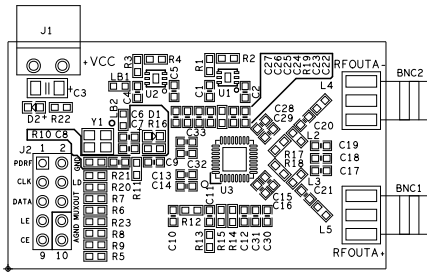 J1
+VCC
C3
D2+ R22
R10 C8
J2 1 2
PDRF
CLK
DATA
LE
CE
9 10
GND
LD
MUXOUT
AGND
R3
R4
U2
C5
LB1
C4
B2
Y1
C6 D1
C7 R16
R1
R2
U1
C1
C2
C27
C26
C25
C24
R19
C23
C22
RFOUTA-
BNC2
L4
C28
C29
C20
L2
C33
C32
C9
R11
C13
C14
U3
C11
R17
R18
C19
C18
C17
L3
C21
C15
C16
L5
BNC1
RFOUTA+
R21
R20
R7
R6
R23
R8
R9
R5
C10
R12
R13
R15
R14
C12
C31
C30